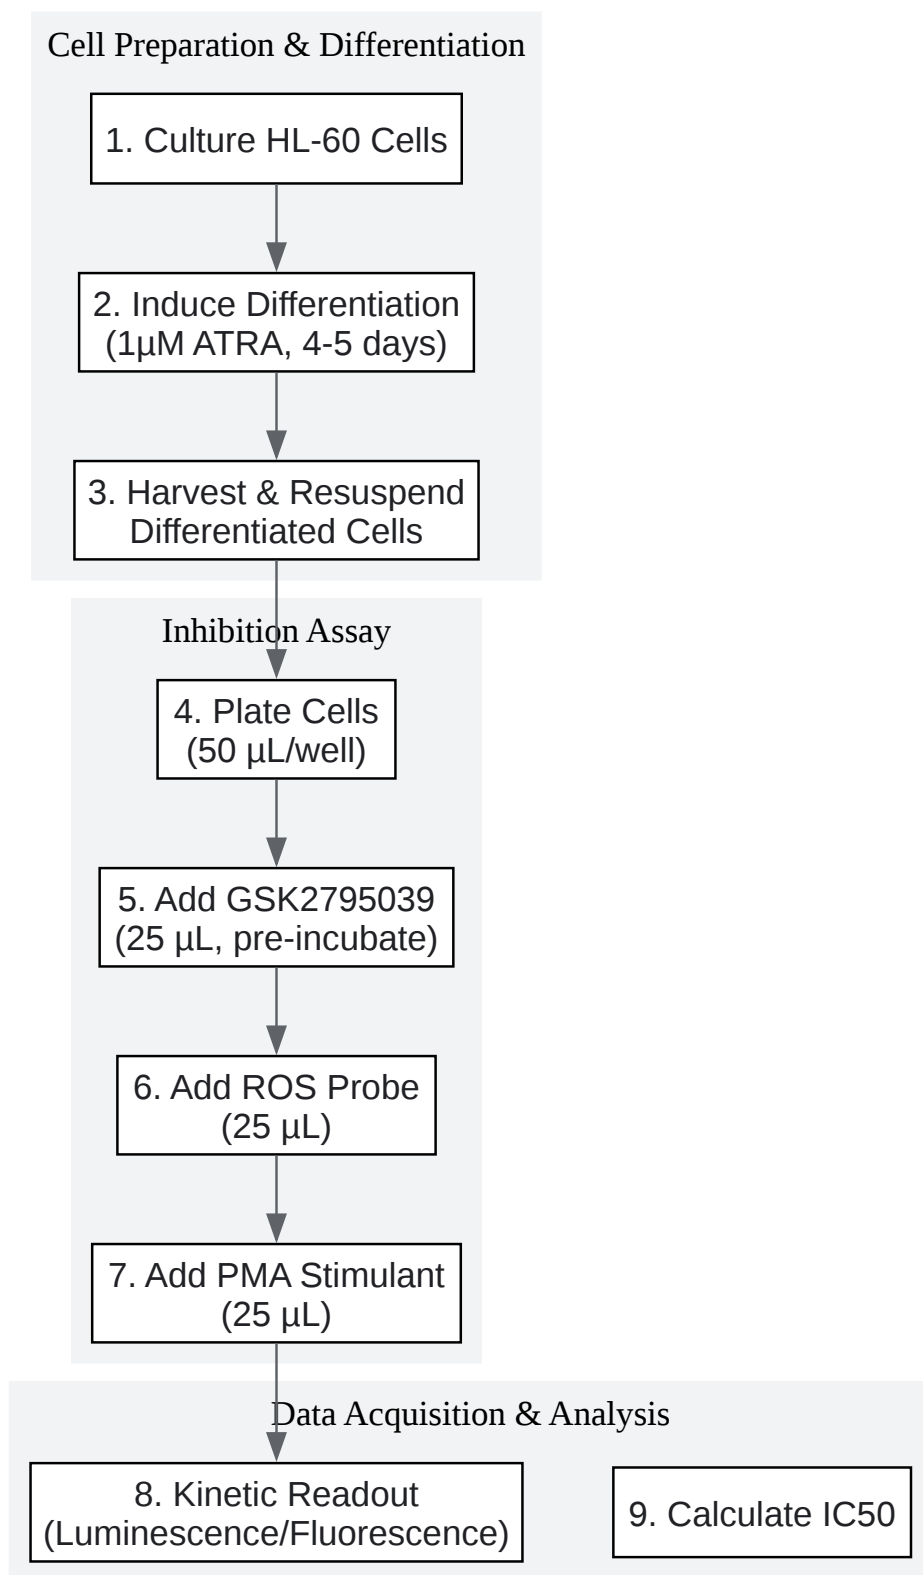 Cell Preparation & Differentiation
1. Culture HL-60 Cells
2. Induce Differentiation
(1µM ATRA, 4-5 days)
3. Harvest & Resuspend
Differentiated Cells
Inhibition Assay
4. Plate Cells
(50 µL/well)
5. Add GSK2795039
(25 µL, pre-incubate)
6. Add ROS Probe
(25 µL)
7. Add PMA Stimulant
(25 µL)
Data Acquisition & Analysis
8. Kinetic Readout
(Luminescence/Fluorescence)
9. Calculate IC50